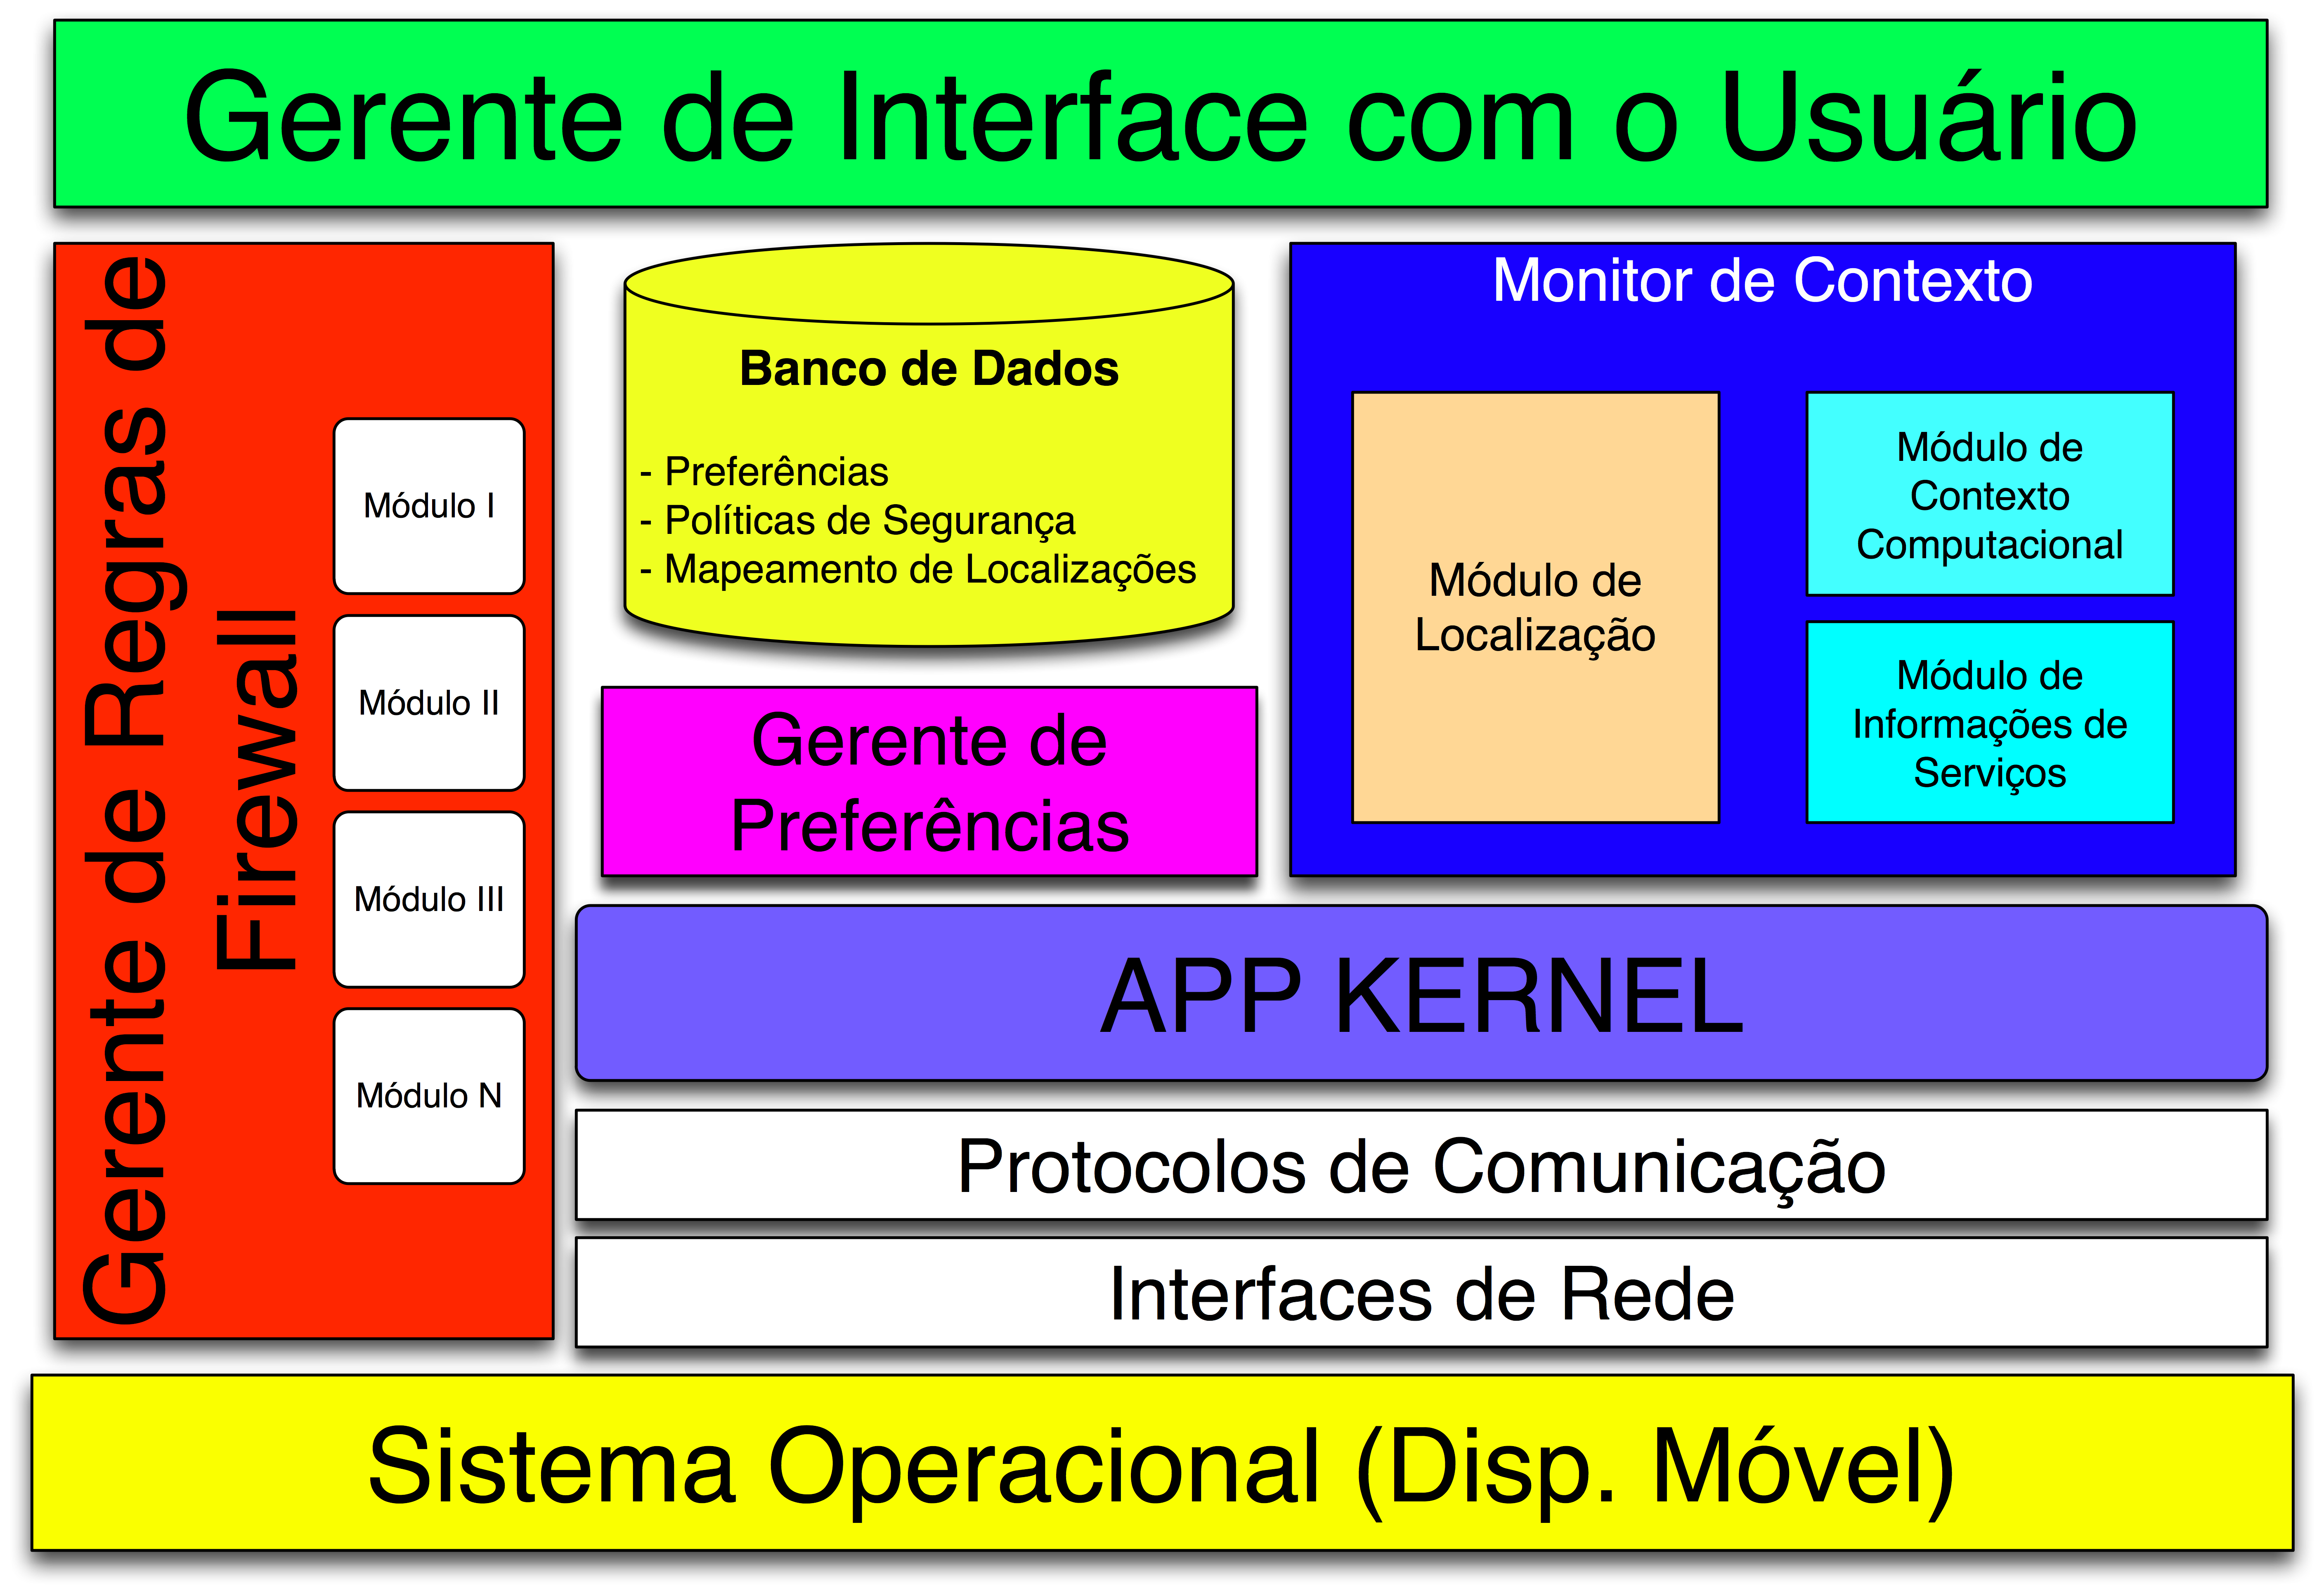 Gerente de Interface com o Usuário
Gerente de Regras de
Firewall
Módulo I
Módulo II
Módulo III
Módulo N
Banco de Dados
- Preferências
- Políticas de Segurança
- Mapeamento de Localizações
Gerente de
Preferências
Monitor de Contexto
Módulo de
Localização
Módulo de
Contexto
Computacional
Módulo de
Informações de
Serviços
APP KERNEL
Protocolos de Comunicação
Interfaces de Rede
Sistema Operacional (Disp. Móvel)